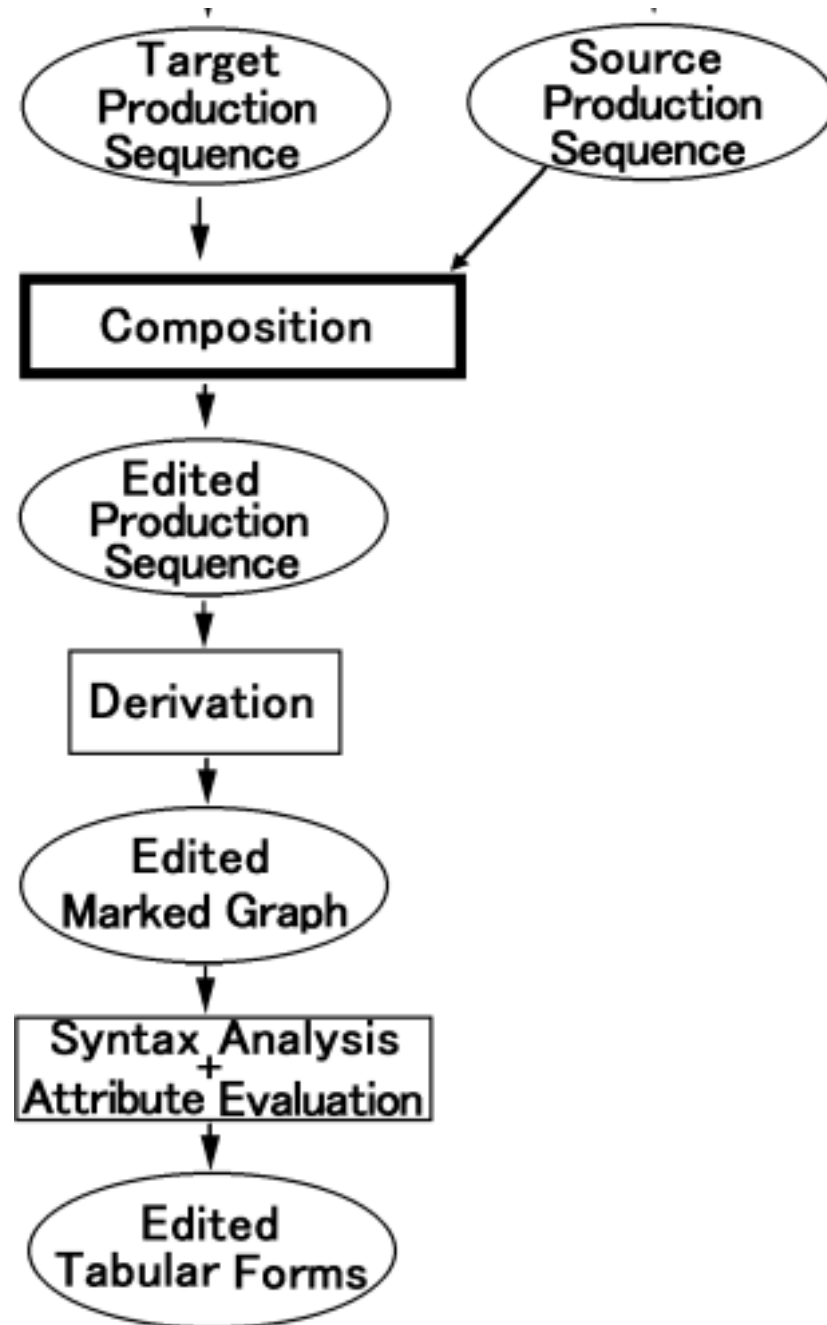 Target
Production
Sequence
Source
Production
Sequence
Composition
Edited
Production
Sequence
Derivation
Edited
Marked Graph
Syntax Analysis
+
Attribute Evaluation
Edited
Tabular Forms